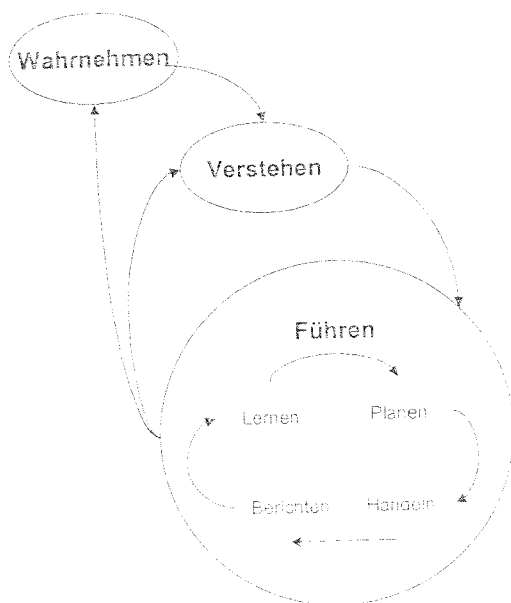 Wahrnehmen
Verstehen
Führen
Lernen Planen
Berichten Handeln